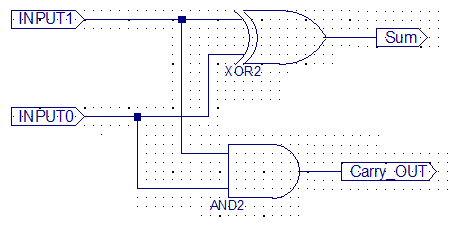 INPUT1
Sum
XOR2
INPUT0
Carry_OUT
AND2